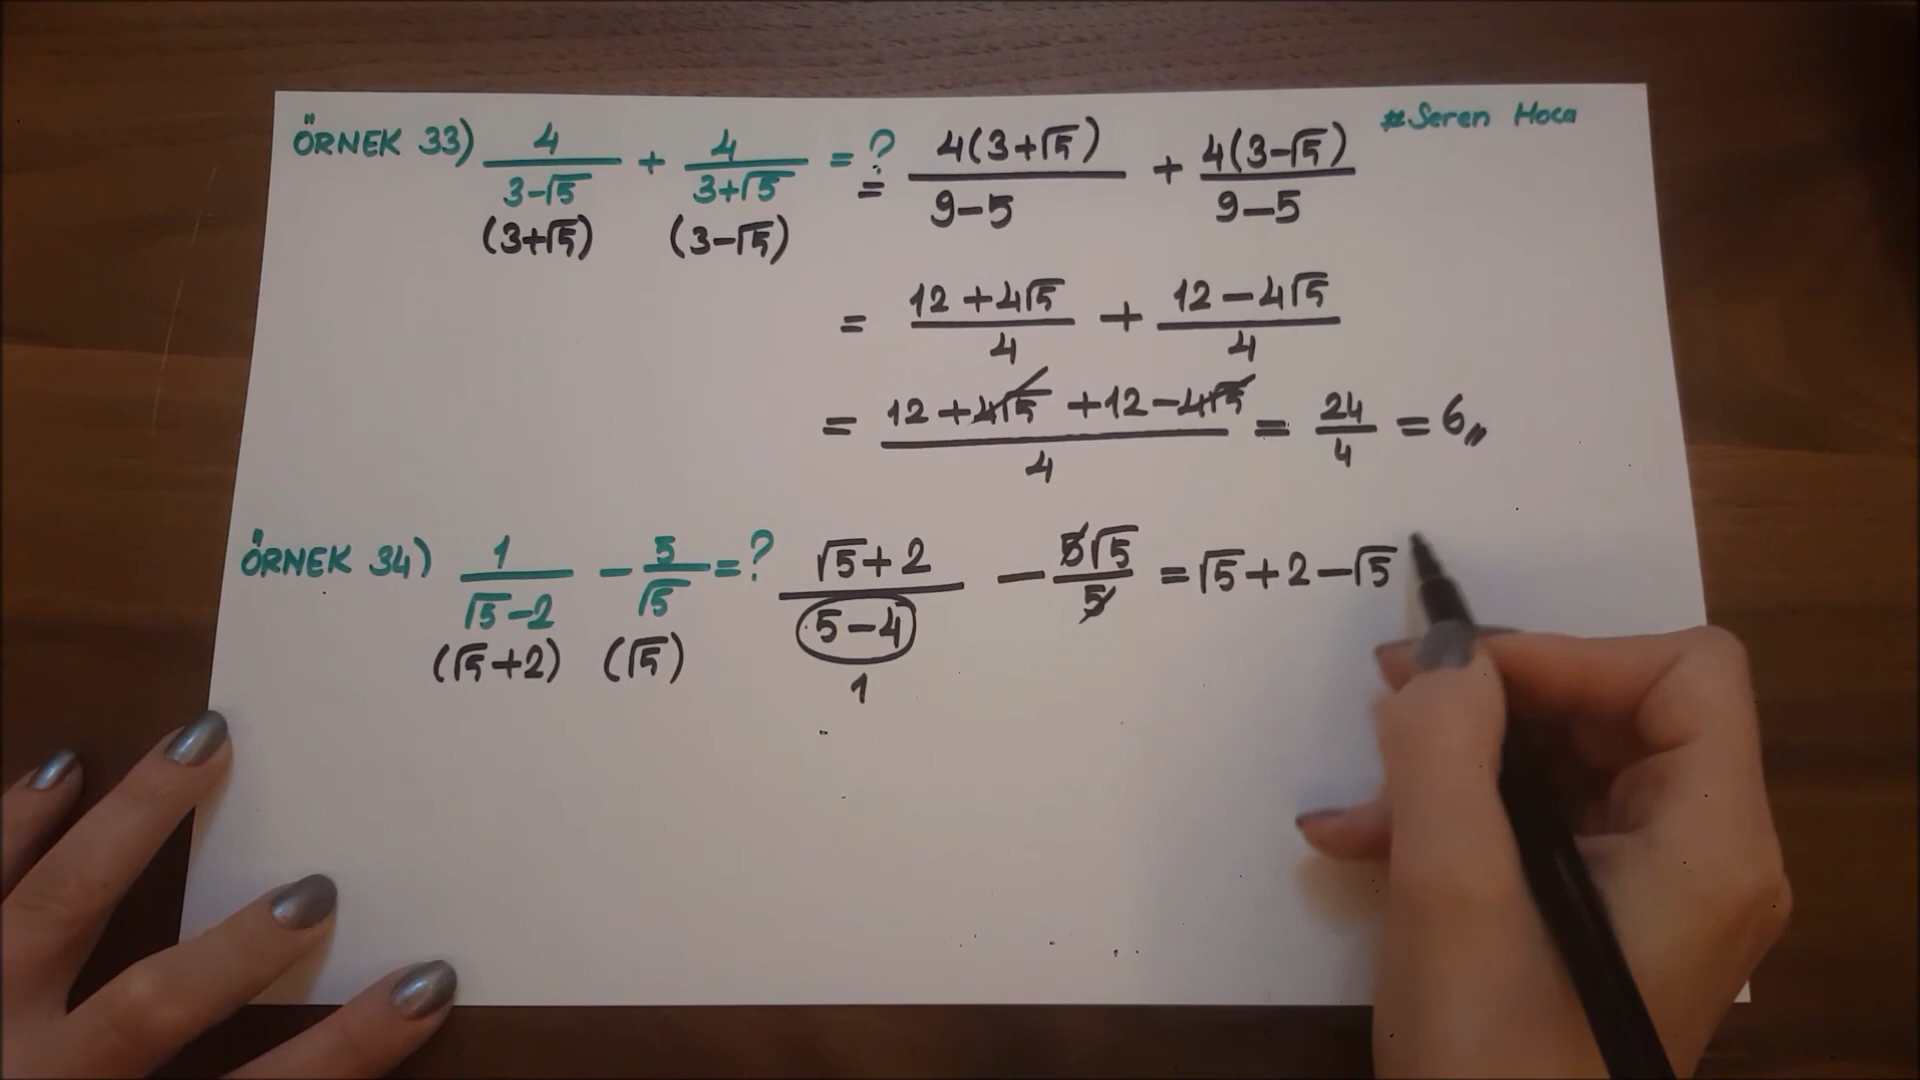 #Seren Hoca
ÖRNEK 33) 4/(3-√5) + 4/(3+√5) = ? = 4(3+√5)/(9-5) + 4(3-√5)/(9-5)
(3+√5) (3-√5)
= (12+4√5)/4 + (12-4√5)/4
= (12+4√5+12-4√5)/4 = 24/4 = 6,,
ÖRNEK 34) 1/(√5-2) - 5/√5 = ? (√5+2)/(5-4) - 5√5/5 = √5+2-√5
(√5+2) (√5) 1